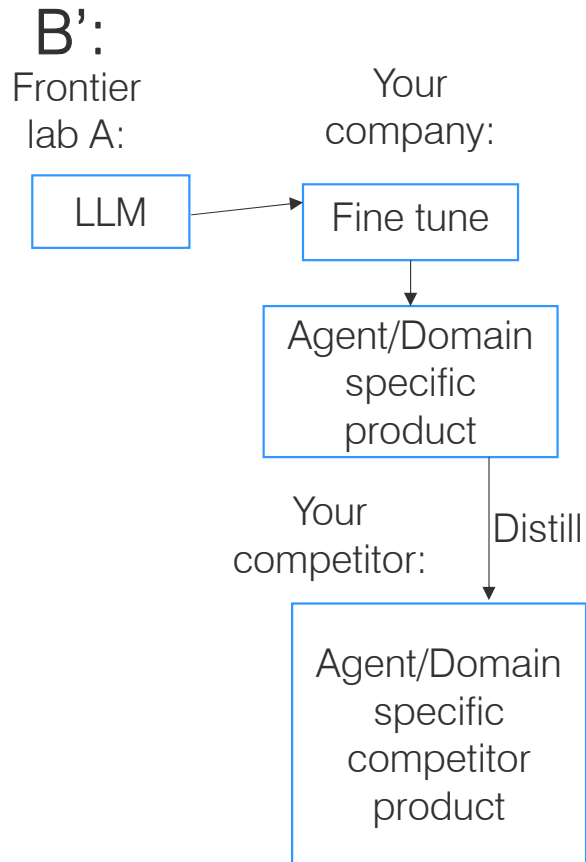 B’:
Frontier
lab A:
Your
company:
LLM
Fine tune
Agent/Domain
specific
product
Your
competitor:
Distill
Agent/Domain
specific
competitor
product